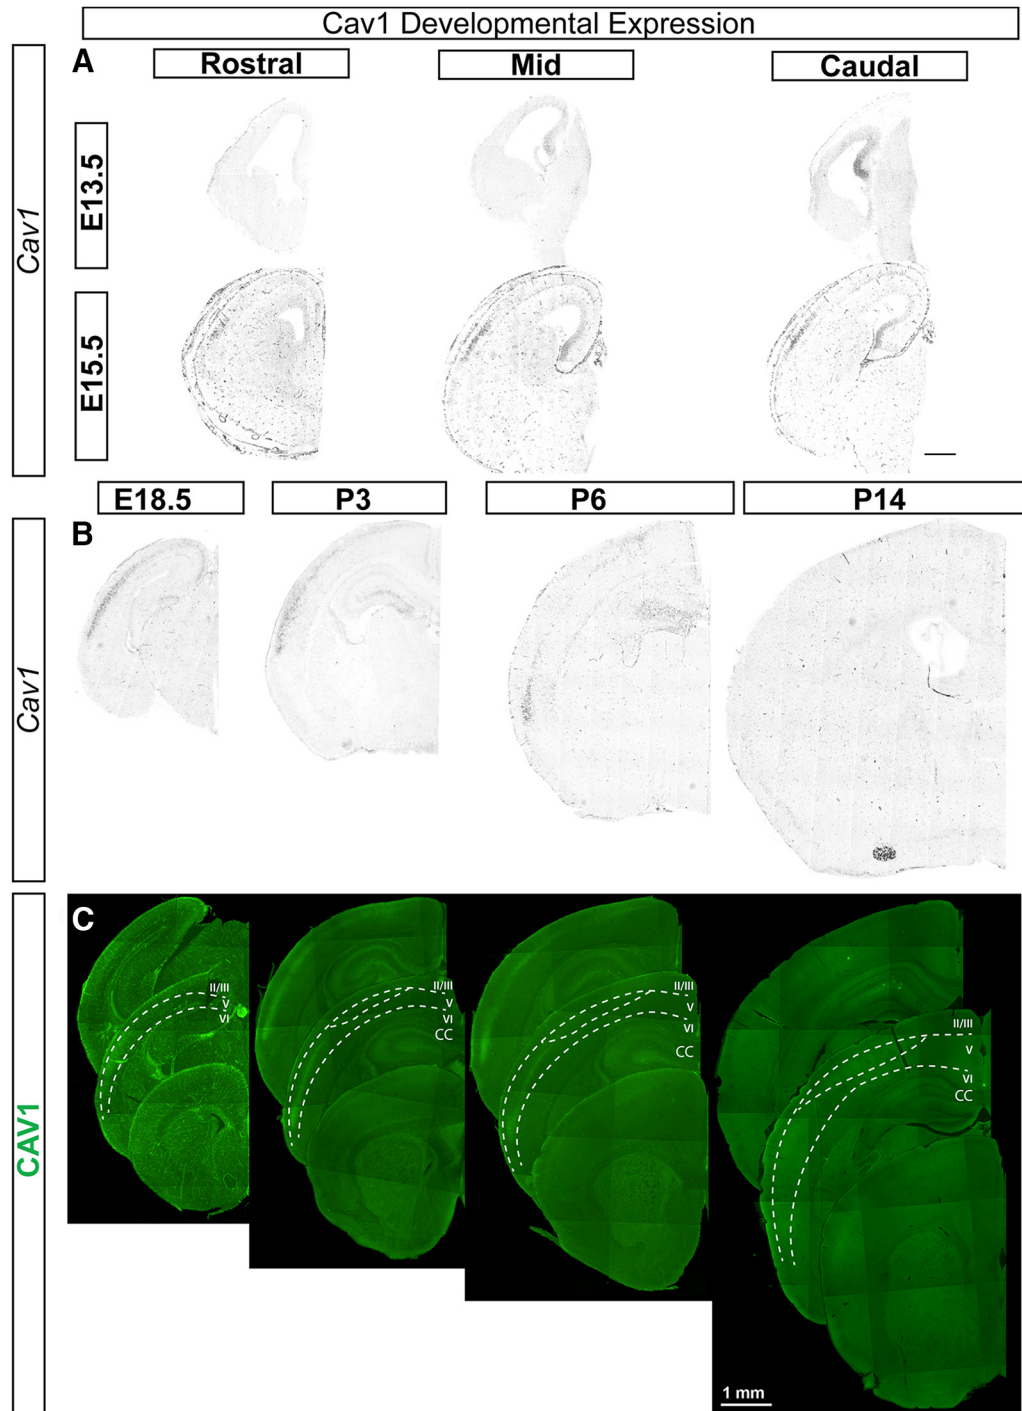 Cav1 Developmental Expression
A
Rostral
Mid
Caudal
Cav1
E13.5
E15.5
E18.5
P3
P6
P14
B
Cav1
C
CAV1
II/III
V
VI
II/III
V
VI
CC
II/III
V
VI
CC
II/III
V
VI
CC
1 mm